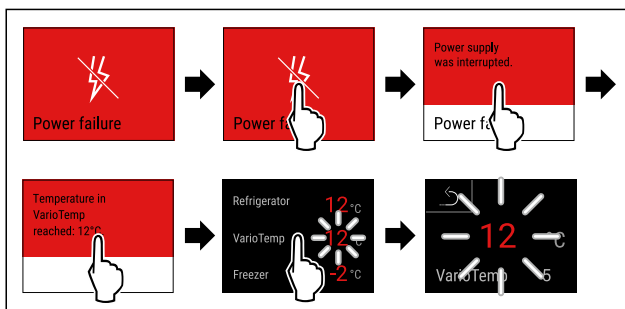 Power failure
Power fa
Power supply
was interrupted.
Power fa
Temperature in
VarioTemp
reached: 12°C
Refrigerator 12 °C
VarioTemp 12 °C
Freezer -2 °C
12 °C
VarioTemp 5